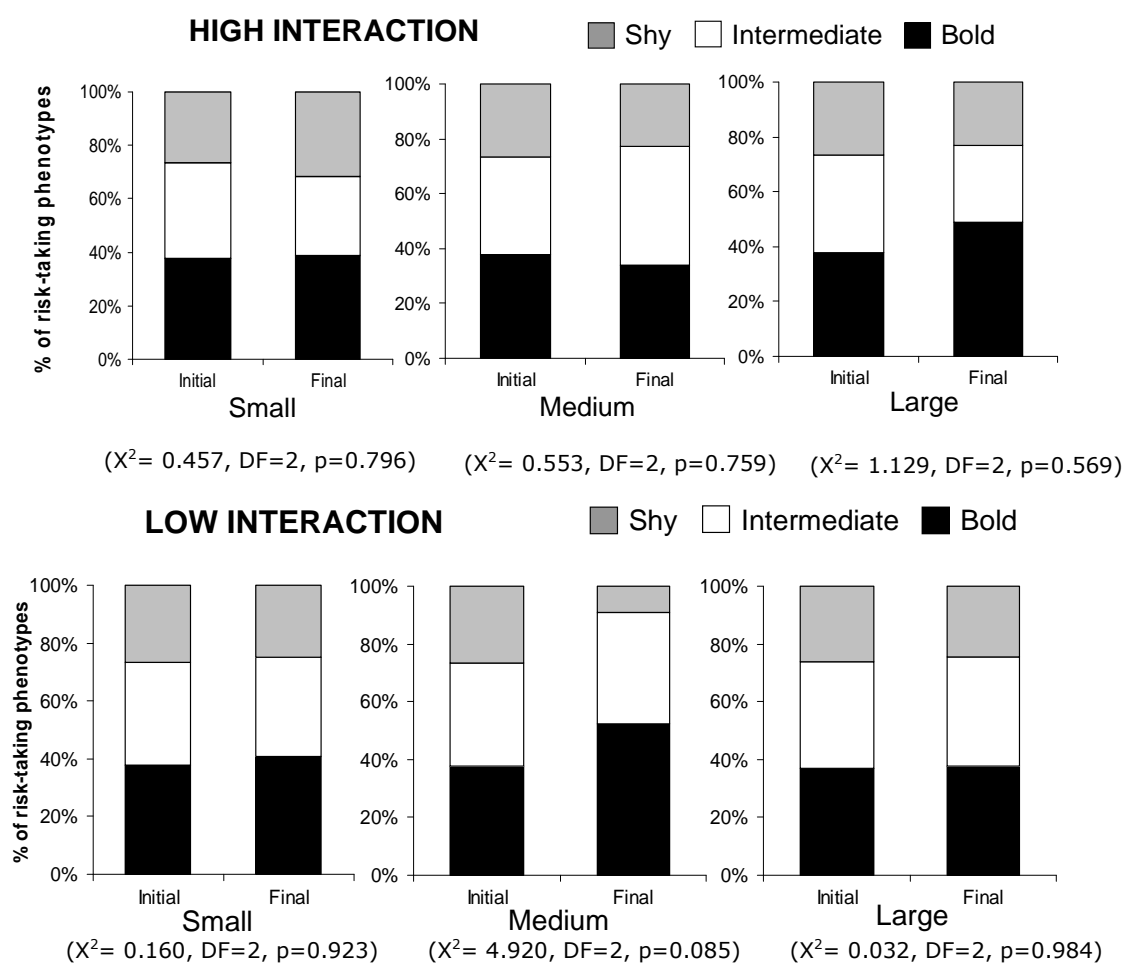 HIGH INTERACTION
Shy Intermediate Bold
% of risk-taking phenotypes
100%
80%
60%
40%
20%
0%
Initial Final
Small
100%
80%
60%
40%
20%
0%
Initial Final
Medium
100%
80%
60%
40%
20%
0%
Initial Final
Large
(X²= 0.457, DF=2, p=0.796)
(X²= 0.553, DF=2, p=0.759)
(X²= 1.129, DF=2, p=0.569)
LOW INTERACTION
Shy Intermediate Bold
% of risk-taking phenotypes
100%
80%
60%
40%
20%
0%
Initial Final
Small
100%
80%
60%
40%
20%
0%
Initial Final
Medium
100%
80%
60%
40%
20%
0%
Initial Final
Large
(X²= 0.160, DF=2, p=0.923)
(X²= 4.920, DF=2, p=0.085)
(X²= 0.032, DF=2, p=0.984)